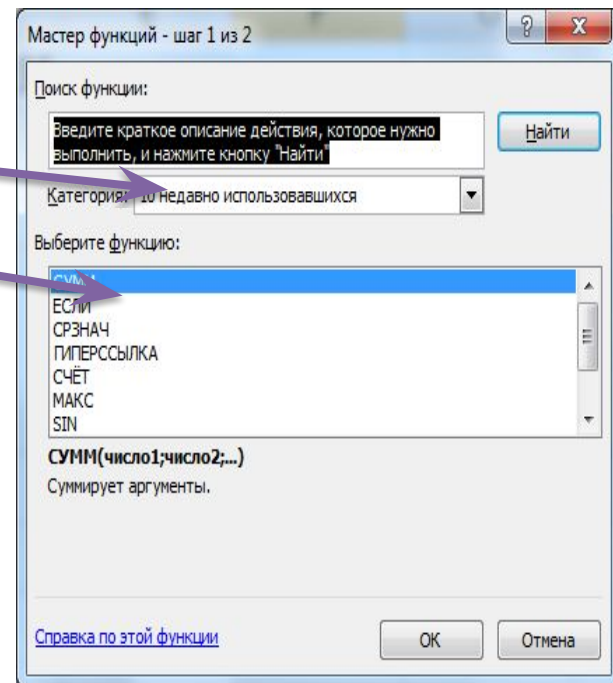 Мастер функций - шаг 1 из 2
Поиск функции:
Введите краткое описание действия, которое нужно
выполнить, и нажмите кнопку "Найти"
Найти
Категория: 10 недавно использовавшихся
Выберите функцию:
СУММ
ЕСЛИ
СРЗНАЧ
ГИПЕРССЫЛКА
СЧЁТ
МАКС
SIN
СУММ(число1;число2;...)
Суммирует аргументы.
Справка по этой функции
ОК
Отмена